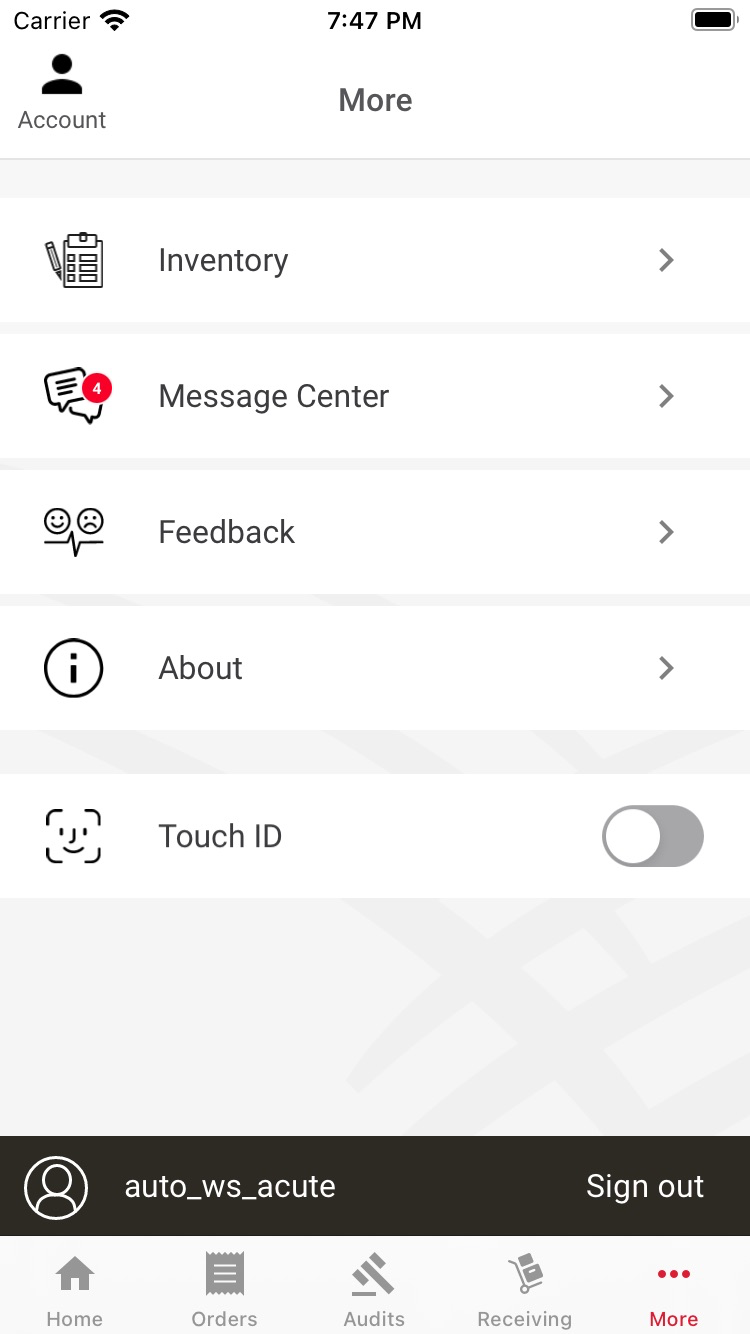 Carrier 7:47 PM
Account
More
Inventory
4
Message Center
Feedback
About
Touch ID
auto_ws_acute Sign out
Home Orders Audits Receiving More